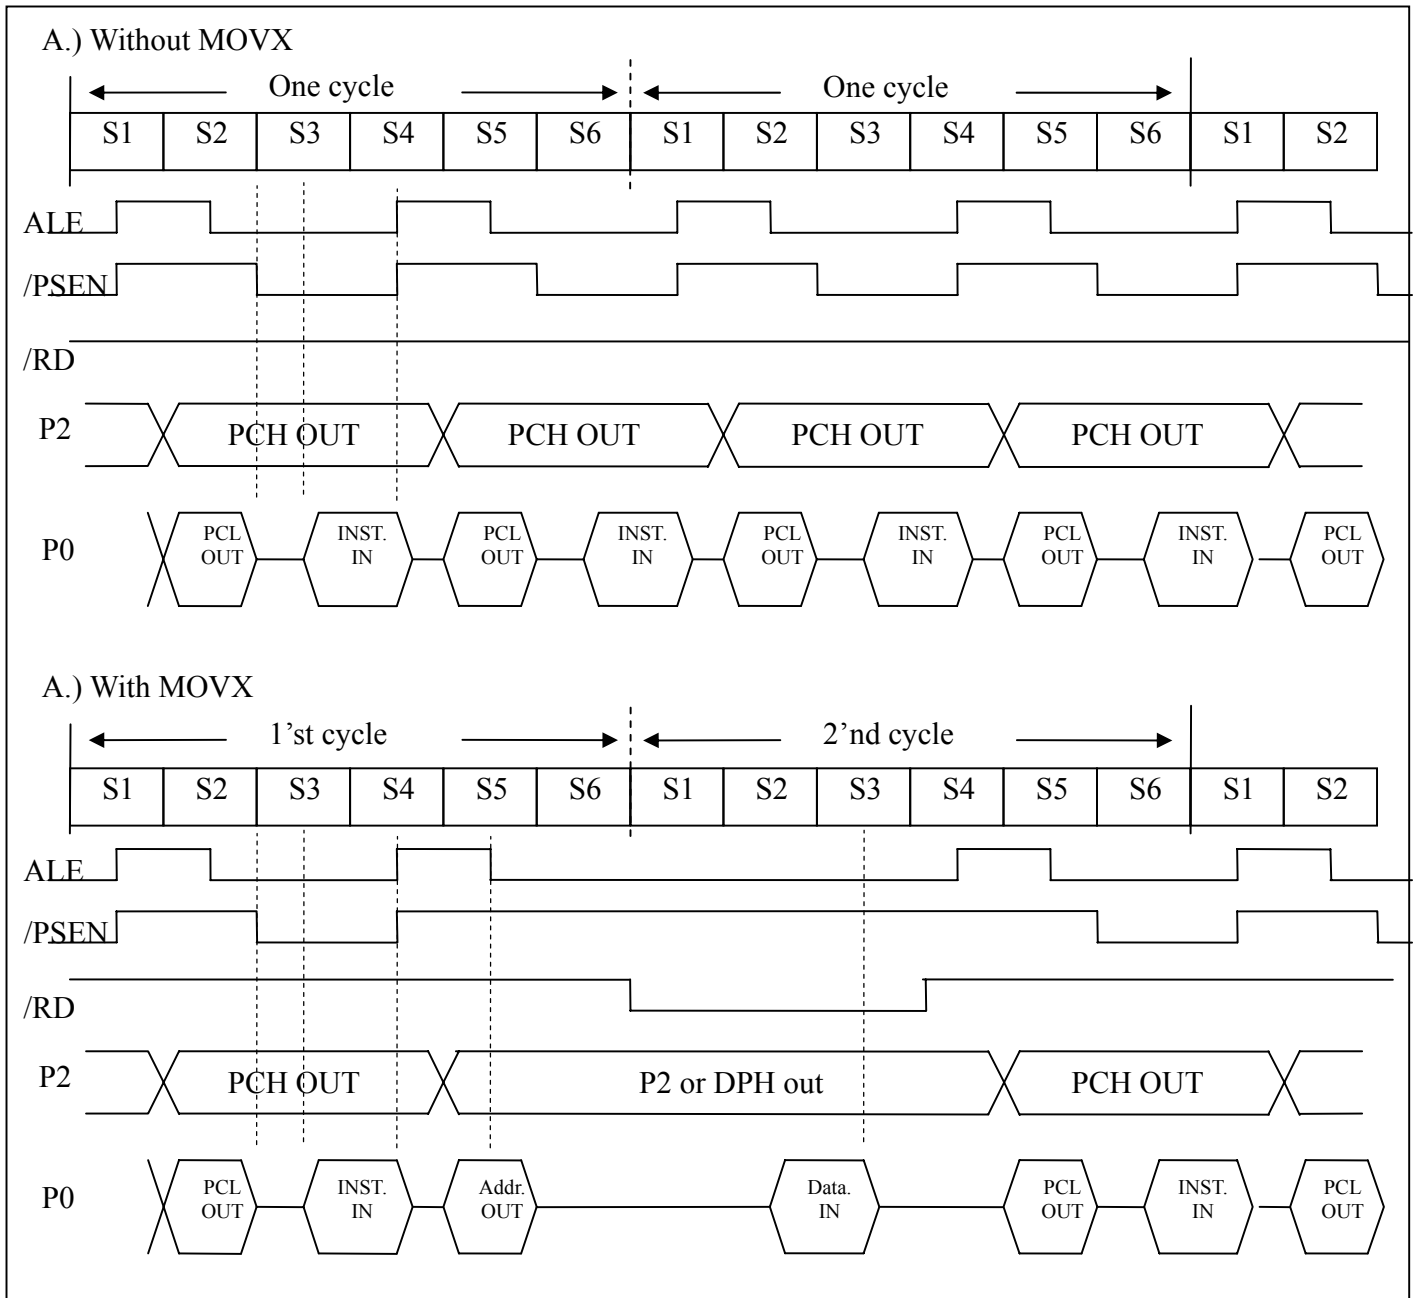 A.) Without MOVX
One cycle One cycle
S1 S2 S3 S4 S5 S6 S1 S2 S3 S4 S5 S6 S1 S2
ALE
/PSEN
/RD
P2 PCH OUT PCH OUT PCH OUT PCH OUT
P0 PCL INST. PCL INST. PCL INST. PCL INST. PCL
OUT IN OUT IN OUT IN OUT IN OUT
A.) With MOVX
1’st cycle 2’nd cycle
S1 S2 S3 S4 S5 S6 S1 S2 S3 S4 S5 S6 S1 S2
ALE
/PSEN
/RD
P2 PCH OUT P2 or DPH out PCH OUT
P0 PCL INST. Addr. Data. PCL INST. PCL
OUT IN OUT IN OUT IN OUT